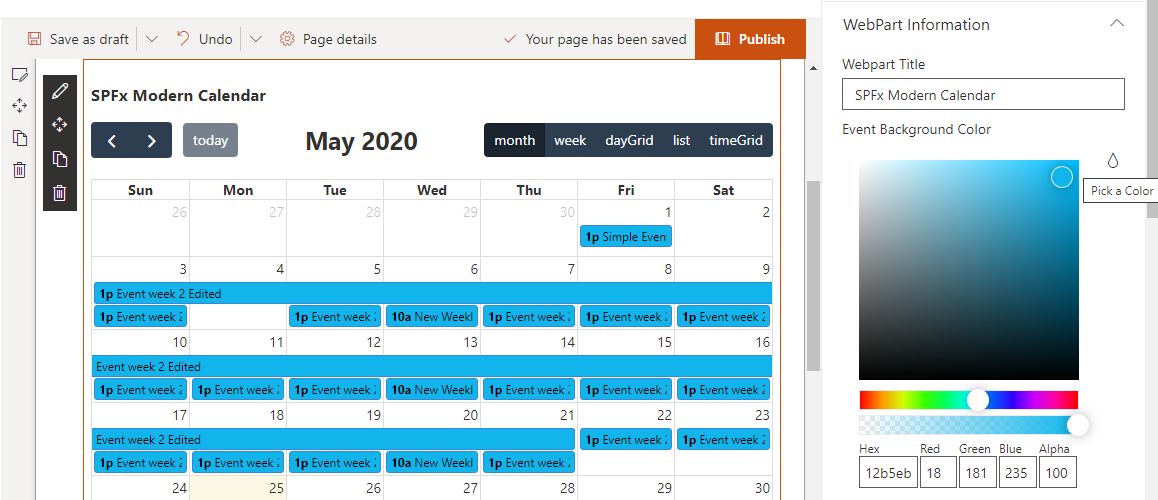 Save as draft Undo Page details Your page has been saved Publish
SPFx Modern Calendar
today May 2020 month week dayGrid list timeGrid
Sun Mon Tue Wed Thu Fri Sat
26 27 28 29 30 1 2
1p Simple Even
3 4 5 6 7 8 9
1p Event week 2 Edited
1p Event week 2 1p Event week 2 10a New Weekl 1p Event week 2 1p Event week 2 1p Event week 2
10 11 12 13 14 15 16
Event week 2 Edited
1p Event week 2 1p Event week 2 1p Event week 2 10a New Weekl 1p Event week 2 1p Event week 2 1p Event week 2
17 18 19 20 21 22 23
Event week 2 Edited 1p Event week 2 1p Event week 2
1p Event week 2 1p Event week 2 1p Event week 2 10a New Weekl 1p Event week 2
24 25 26 27 28 29 30
WebPart Information
Webpart Title
SPFx Modern Calendar
Event Background Color
Pick a Color
Hex Red Green Blue Alpha
12b5eb 18 181 235 100